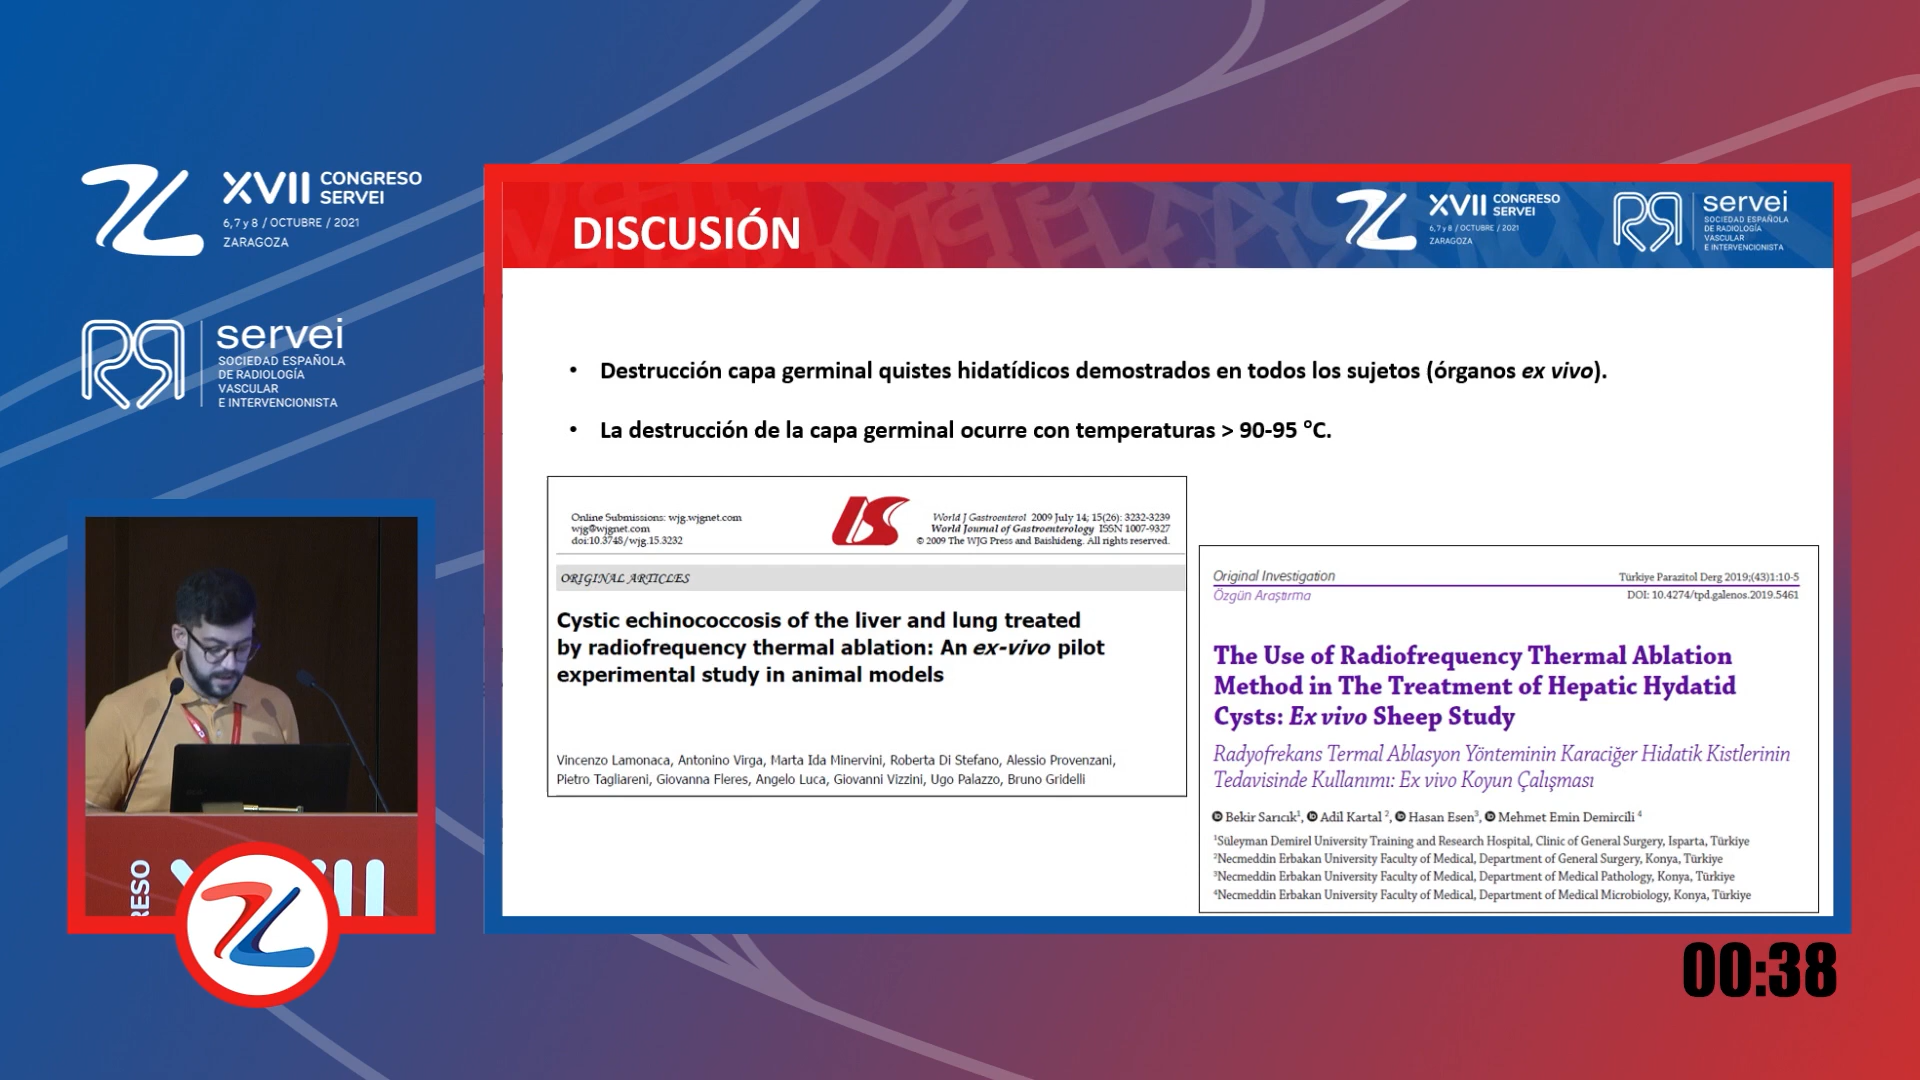 XVII CONGRESO
SERVEI
6,7 y 8 / OCTUBRE / 2021
ZARAGOZA
servei
SOCIEDAD ESPAÑOLA
DE RADIOLOGÍA
VASCULAR
E INTERVENCIONISTA
DISCUSIÓN
XVII CONGRESO
SERVEI
6,7 y 8 / OCTUBRE / 2021
ZARAGOZA
servei
SOCIEDAD ESPAÑOLA
DE RADIOLOGÍA
VASCULAR
E INTERVENCIONISTA
• Destrucción capa germinal quistes hidatídicos demostrados en todos los sujetos (órganos ex vivo).
• La destrucción de la capa germinal ocurre con temperaturas > 90-95 °C.
Online Submissions: wjg.wjgnet.com
wjg@wjgnet.com
doi:10.3748/wjg.15.3232
World J Gastroenterol 2009 July 14; 15(26): 3232-3239
World Journal of Gastroenterology ISSN 1007-9327
© 2009 The WJG Press and Baishideng. All rights reserved.
ORIGINAL ARTICLES
Cystic echinococcosis of the liver and lung treated
by radiofrequency thermal ablation: An ex-vivo pilot
experimental study in animal models
Vincenzo Lamonaca, Antonino Virga, Marta Ida Minervini, Roberta Di Stefano, Alessio Provenzani,
Pietro Tagliareni, Giovanna Fleres, Angelo Luca, Giovanni Vizzini, Ugo Palazzo, Bruno Gridelli
Original Investigation
Özgün Araştırma
Türkiye Parazitol Derg 2019;(43)1:10-5
DOI: 10.4274/tpd.galenos.2019.5461
The Use of Radiofrequency Thermal Ablation
Method in The Treatment of Hepatic Hydatid
Cysts: Ex vivo Sheep Study
Radyofrekans Termal Ablasyon Yönteminin Karaciğer Hidatik Kistlerinin
Tedavisinde Kullanımı: Ex vivo Koyun Çalışması
Bekir Sarıcık1, Adil Kartal 2, Hasan Esen3, Mehmet Emin Demircili 4
1Süleyman Demirel University Training and Research Hospital, Clinic of General Surgery, Isparta, Türkiye
2Necmeddin Erbakan University Faculty of Medical, Department of General Surgery, Konya, Türkiye
3Necmeddin Erbakan University Faculty of Medical, Department of Medical Pathology, Konya, Türkiye
4Necmeddin Erbakan University Faculty of Medical, Department of Medical Microbiology, Konya, Türkiye
00:38